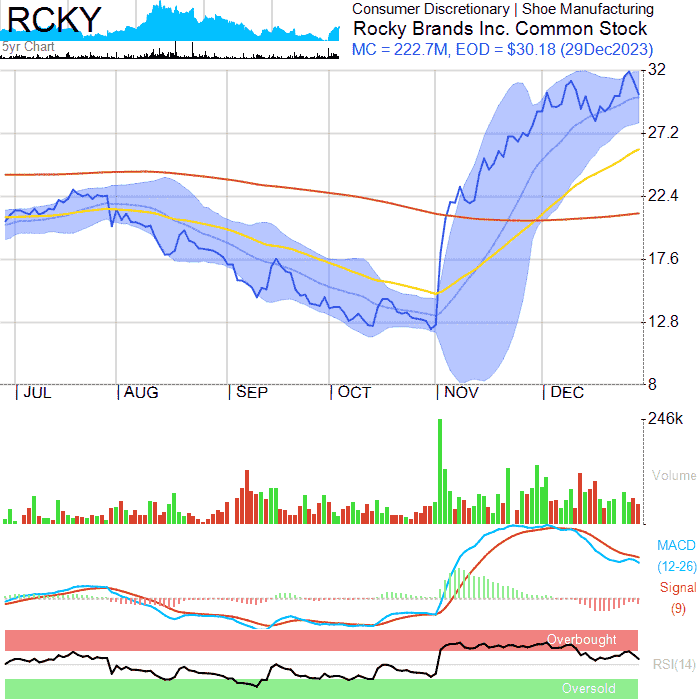 RCKY
5yr Chart
Consumer Discretionary | Shoe Manufacturing
Rocky Brands Inc. Common Stock
MC = 222.7M, EOD = $30.18 (29Dec2023)
32
27.2
22.4
17.6
12.8
8
JUL AUG SEP OCT NOV DEC
246k
Volume
MACD
(12-26)
Signal
(9)
Overbought
RSI(14)
Oversold